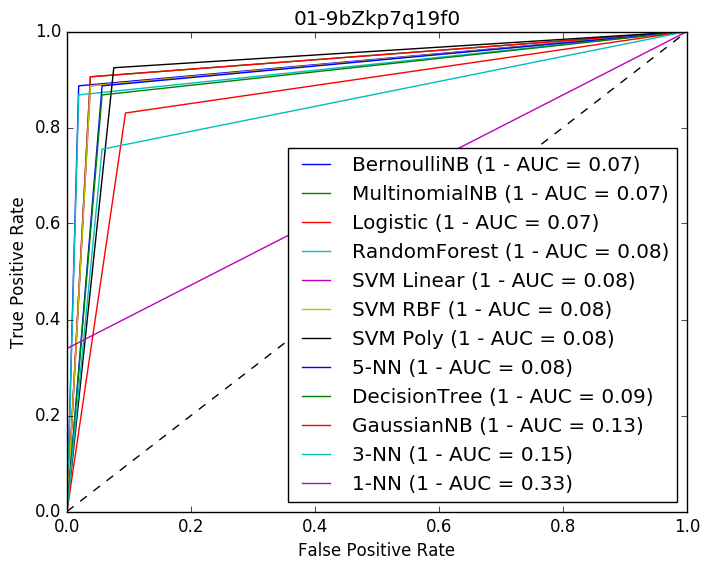 01-9bZkp7q19f0
1.0
0.8
0.6
0.4
0.2
0.0
True Positive Rate
BernoulliNB (1 - AUC = 0.07)
MultinomialNB (1 - AUC = 0.07)
Logistic (1 - AUC = 0.07)
RandomForest (1 - AUC = 0.08)
SVM Linear (1 - AUC = 0.08)
SVM RBF (1 - AUC = 0.08)
SVM Poly (1 - AUC = 0.08)
5-NN (1 - AUC = 0.08)
DecisionTree (1 - AUC = 0.09)
GaussianNB (1 - AUC = 0.13)
3-NN (1 - AUC = 0.15)
1-NN (1 - AUC = 0.33)
0.0 0.2 0.4 0.6 0.8 1.0
False Positive Rate